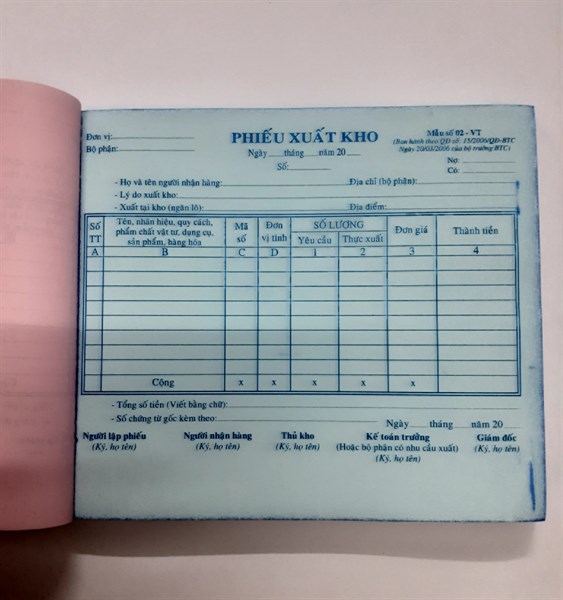 Đơn vị:
PHIẾU XUẤT KHO
Mẫu số 02 - VT
Bộ phận:
(Ban hành theo QĐ số: 15/2006/QĐ-BTC
Ngày tháng năm 20
Ngày 20/03/2006 của bộ trưởng BTC)
Số:
Nợ:
Có:
- Họ và tên người nhận hàng: Địa chỉ (bộ phận):
- Lý do xuất kho:
- Xuất tại kho (ngăn lô): Địa điểm:
Số TT
Tên, nhãn hiệu, quy cách,
phẩm chất vật tư, dụng cụ,
sản phẩm, hàng hóa
Mã số
Đơn vị tính
SỐ LƯỢNG
Yêu cầu Thực xuất
Đơn giá
Thành tiền
A B C D 1 2 3 4
Cộng x x x x x
- Tổng số tiền (Viết bằng chữ):
- Số chứng từ gốc kèm theo:
Ngày tháng năm 20
Người lập phiếu Người nhận hàng Thủ kho Kế toán trưởng Giám đốc
(Ký, họ tên) (Ký, họ tên) (Ký, họ tên) (Hoặc bộ phận có nhu cầu xuất) (Ký, họ tên)
(Ký, họ tên)